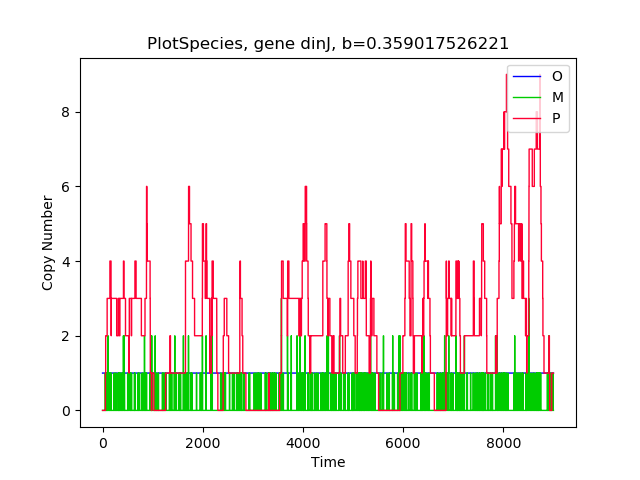 PlotSpecies, gene dinJ, b=0.359017526221
O
M
P
8
6
4
2
0
Copy Number
0 2000 4000 6000 8000
Time